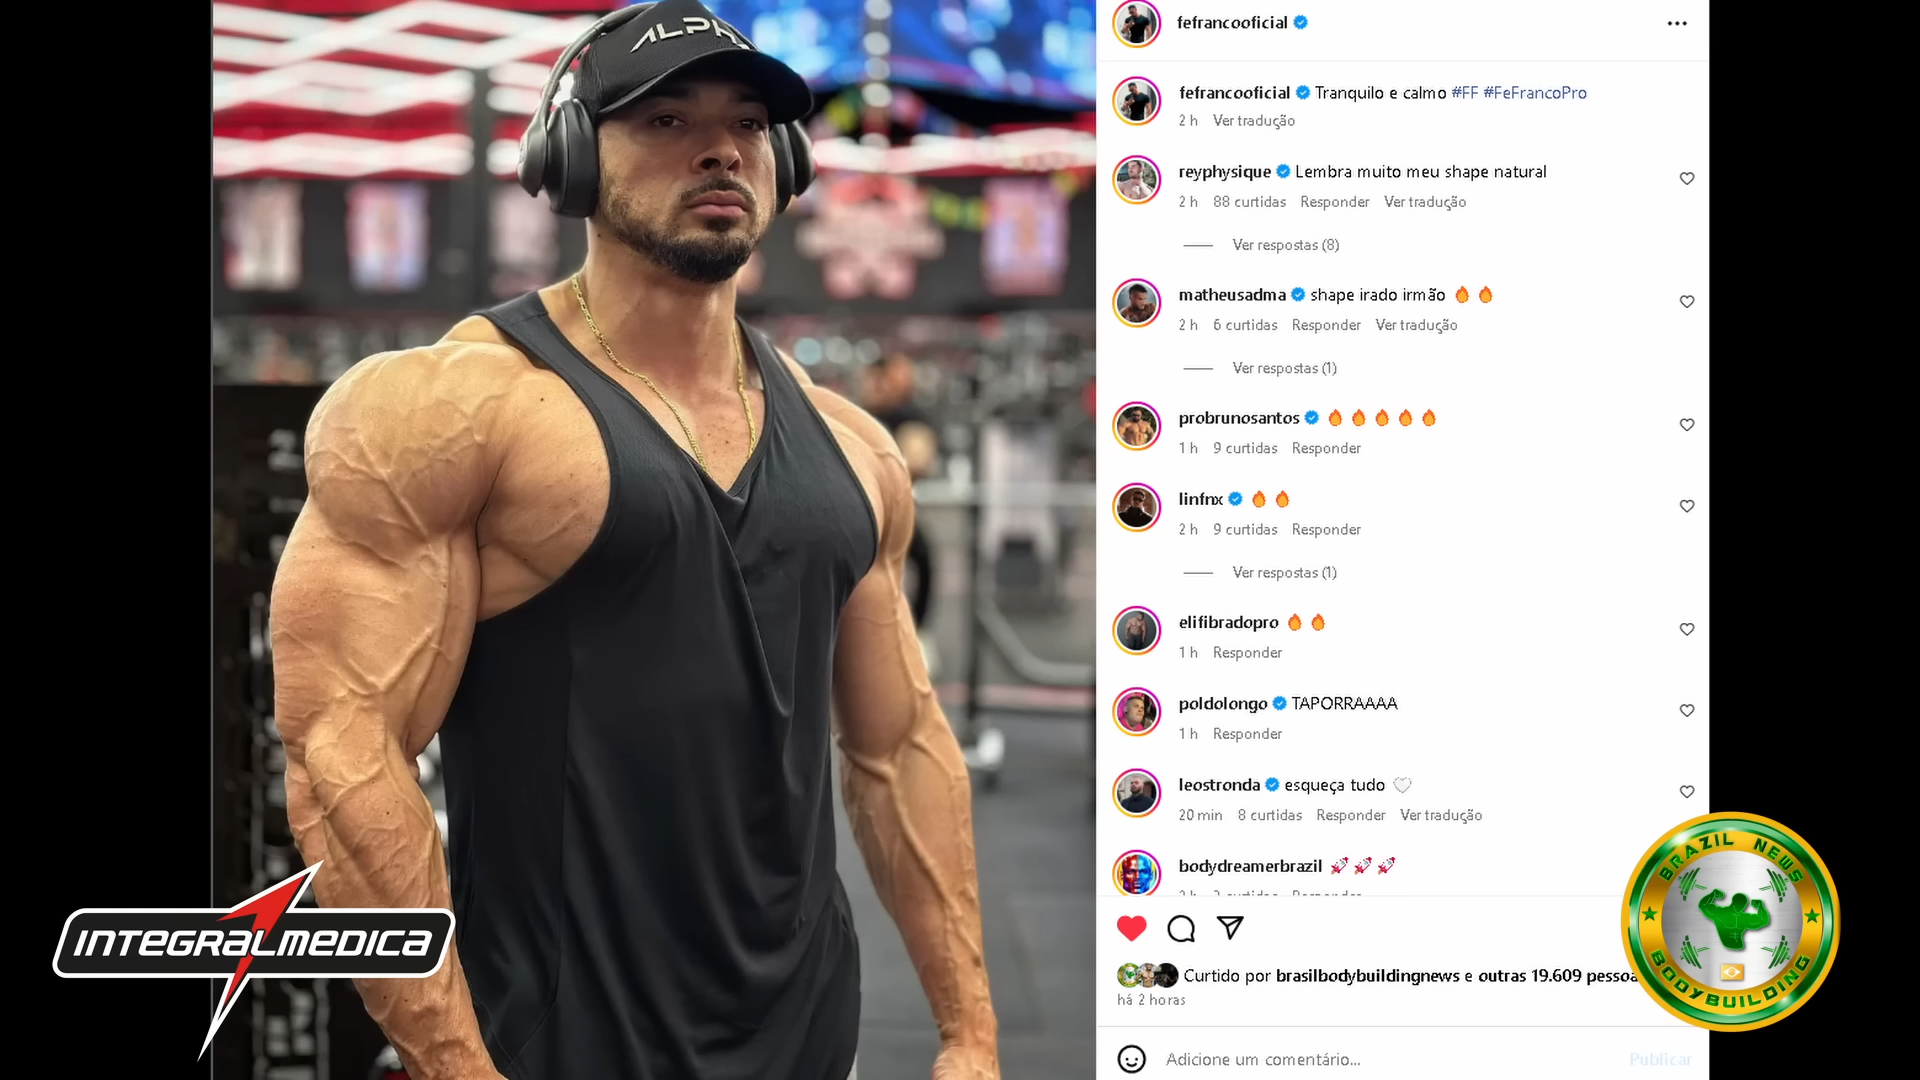 ALPH
INTEGRALMEDICA
fefrancooficial
fefrancooficial Tranquilo e calmo #FF #FeFrancoPro
2 h Ver tradução
reyphysique Lembra muito meu shape natural
2 h 88 curtidas Responder Ver tradução
Ver respostas (8)
matheusadma shape irado irmão 🔥 🔥
2 h 6 curtidas Responder Ver tradução
Ver respostas (1)
probrunosantos 🔥 🔥 🔥 🔥 🔥
1 h 9 curtidas Responder
linfnx 🔥 🔥
2 h 9 curtidas Responder
Ver respostas (1)
elifibradopro 🔥 🔥
1 h Responder
poldolongo TAPORRAAAA
1 h Responder
leostronda esqueça tudo 🤍
20 min 8 curtidas Responder Ver tradução
bodydreamerbrazil 🚀 🚀 🚀
Curtido por brasilbodybuildingnews e outras 19.609 pessoa
há 2 horas
Adicione um comentário...
Publicar
BRAZIL NEWS
BODYBUILDING